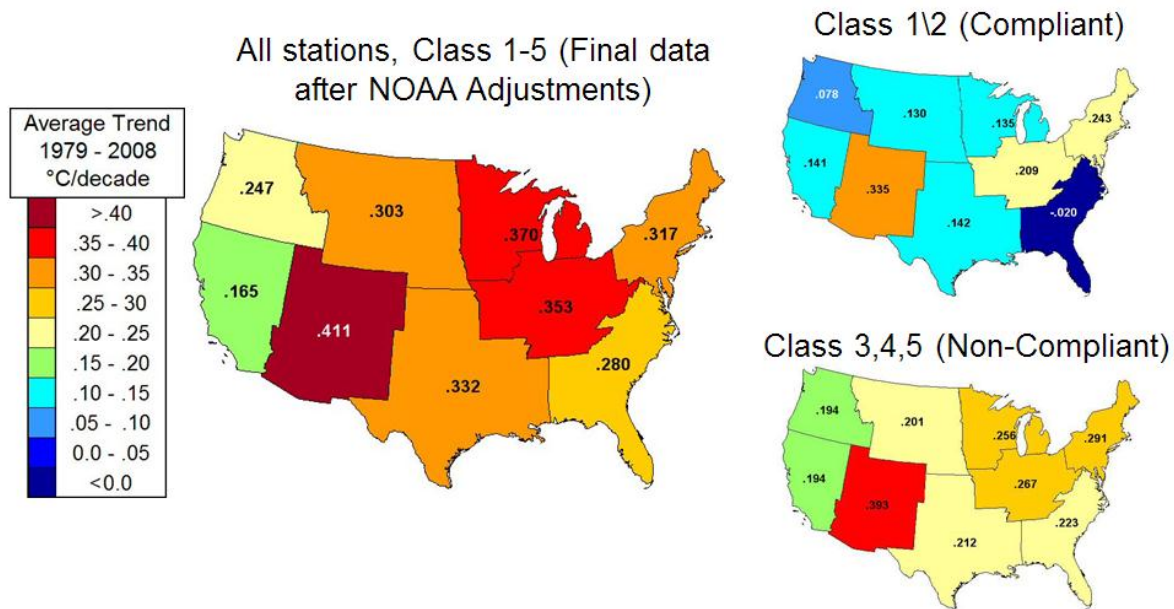 All stations, Class 1-5 (Final data
after NOAA Adjustments)
Average Trend
1979 - 2008
°C/decade
>.40
.35 - .40
.30 - .35
.25 - .30
.20 - .25
.15 - .20
.10 - .15
.05 - .10
0.0 - .05
<0.0
.247
.303
.370
.317
.165
.411
.353
.332
.280
Class 1\2 (Compliant)
.078
.130
.135
.243
.141
.335
.209
.142
-.020
Class 3,4,5 (Non-Compliant)
.194
.201
.256
.291
.194
.393
.267
.212
.223